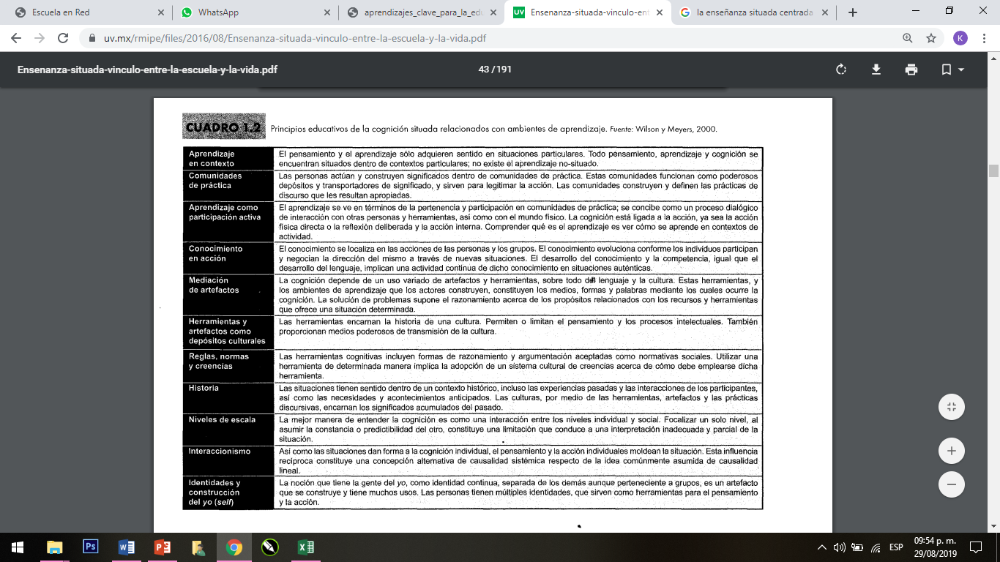 Escuela en Red
WhatsApp
aprendizajes_clave_para_la_edu
UV Ensenanza-situada-vinculo-ent
la enseñanza situada centrada
uv.mx/rmipe/files/2016/08/Ensenanza-situada-vinculo-entre-la-escuela-y-la-vida.pdf
K
Ensenanza-situada-vinculo-entre-la-escuela-y-la-vida.pdf
43 / 191
CUADRO 1.2 Principios educativos de la cognición situada relacionados con ambientes de aprendizaje. Fuente: Wilson y Meyers, 2000.
Aprendizaje
en contexto
El pensamiento y el aprendizaje sólo adquieren sentido en situaciones particulares. Todo pensamiento, aprendizaje y cognición se
encuentran situados dentro de contextos particulares; no existe el aprendizaje no-situado.
Comunidades
de práctica
Las personas actúan y construyen significados dentro de comunidades de práctica. Estas comunidades funcionan como poderosos
depósitos y transportadores de significado, y sirven para legitimar la acción. Las comunidades construyen y definen las prácticas de
discurso que les resultan apropiadas.
Aprendizaje como
participación activa
El aprendizaje se ve en términos de la pertenencia y participación en comunidades de práctica; se concibe como un proceso dialógico
de interacción con otras personas y herramientas, así como con el mundo físico. La cognición está ligada a la acción, ya sea la acción
física directa o la reflexión deliberada y la acción interna. Comprender qué es el aprendizaje es ver cómo se aprende en contextos de
actividad.
Conocimiento
en acción
El conocimiento se localiza en las acciones de las personas y los grupos. El conocimiento evoluciona conforme los individuos participan
y negocian la dirección del mismo a través de nuevas situaciones. El desarrollo del conocimiento y la competencia, igual que el
desarrollo del lenguaje, implican una actividad continua de dicho conocimiento en situaciones auténticas.
Mediación
de artefactos
La cognición depende de un uso variado de artefactos y herramientas, sobre todo del lenguaje y la cultura. Estas herramientas, y
los ambientes de aprendizaje que los actores construyen, constituyen los medios, formas y palabras mediante los cuales ocurre la
cognición. La solución de problemas supone el razonamiento acerca de los propósitos relacionados con los recursos y herramientas
que ofrece una situación determinada.
Herramientas y
artefactos como
depósitos culturales
Las herramientas encarnan la historia de una cultura. Permiten o limitan el pensamiento y los procesos intelectuales. También
proporcionan medios poderosos de transmisión de la cultura.
Reglas, normas
y creencias
Las herramientas cognitivas incluyen formas de razonamiento y argumentación aceptadas como normativas sociales. Utilizar una
herramienta de determinada manera implica la adopción de un sistema cultural de creencias acerca de cómo debe emplearse dicha
herramienta.
Historia
Las situaciones tienen sentido dentro de un contexto histórico, incluso las experiencias pasadas y las interacciones de los participantes,
así como las necesidades y acontecimientos anticipados. Las culturas, por medio de las herramientas, artefactos y las prácticas
discursivas, encarnan los significados acumulados del pasado.
Niveles de escala
La mejor manera de entender la cognición es como una interacción entre los niveles individual y social. Focalizar un solo nivel, al
asumir la constancia o predictibilidad del otro, constituye una limitación que conduce a una interpretación inadecuada y parcial de la
situación.
Interaccionismo
Así como las situaciones dan forma a la cognición individual, el pensamiento y la acción individuales moldean la situación. Esta influencia
recíproca constituye una concepción alternativa de causalidad sistémica respecto de la idea comúnmente asumida de causalidad
lineal.
Identidades y
construcción
del yo (self)
La noción que tiene la gente del yo, como identidad continua, separada de los demás aunque perteneciente a grupos, es un artefacto
que se construye y tiene muchos usos. Las personas tienen múltiples identidades, que sirven como herramientas para el pensamiento
y la acción.
Ps
ESP
09:54 p. m.
29/08/2019